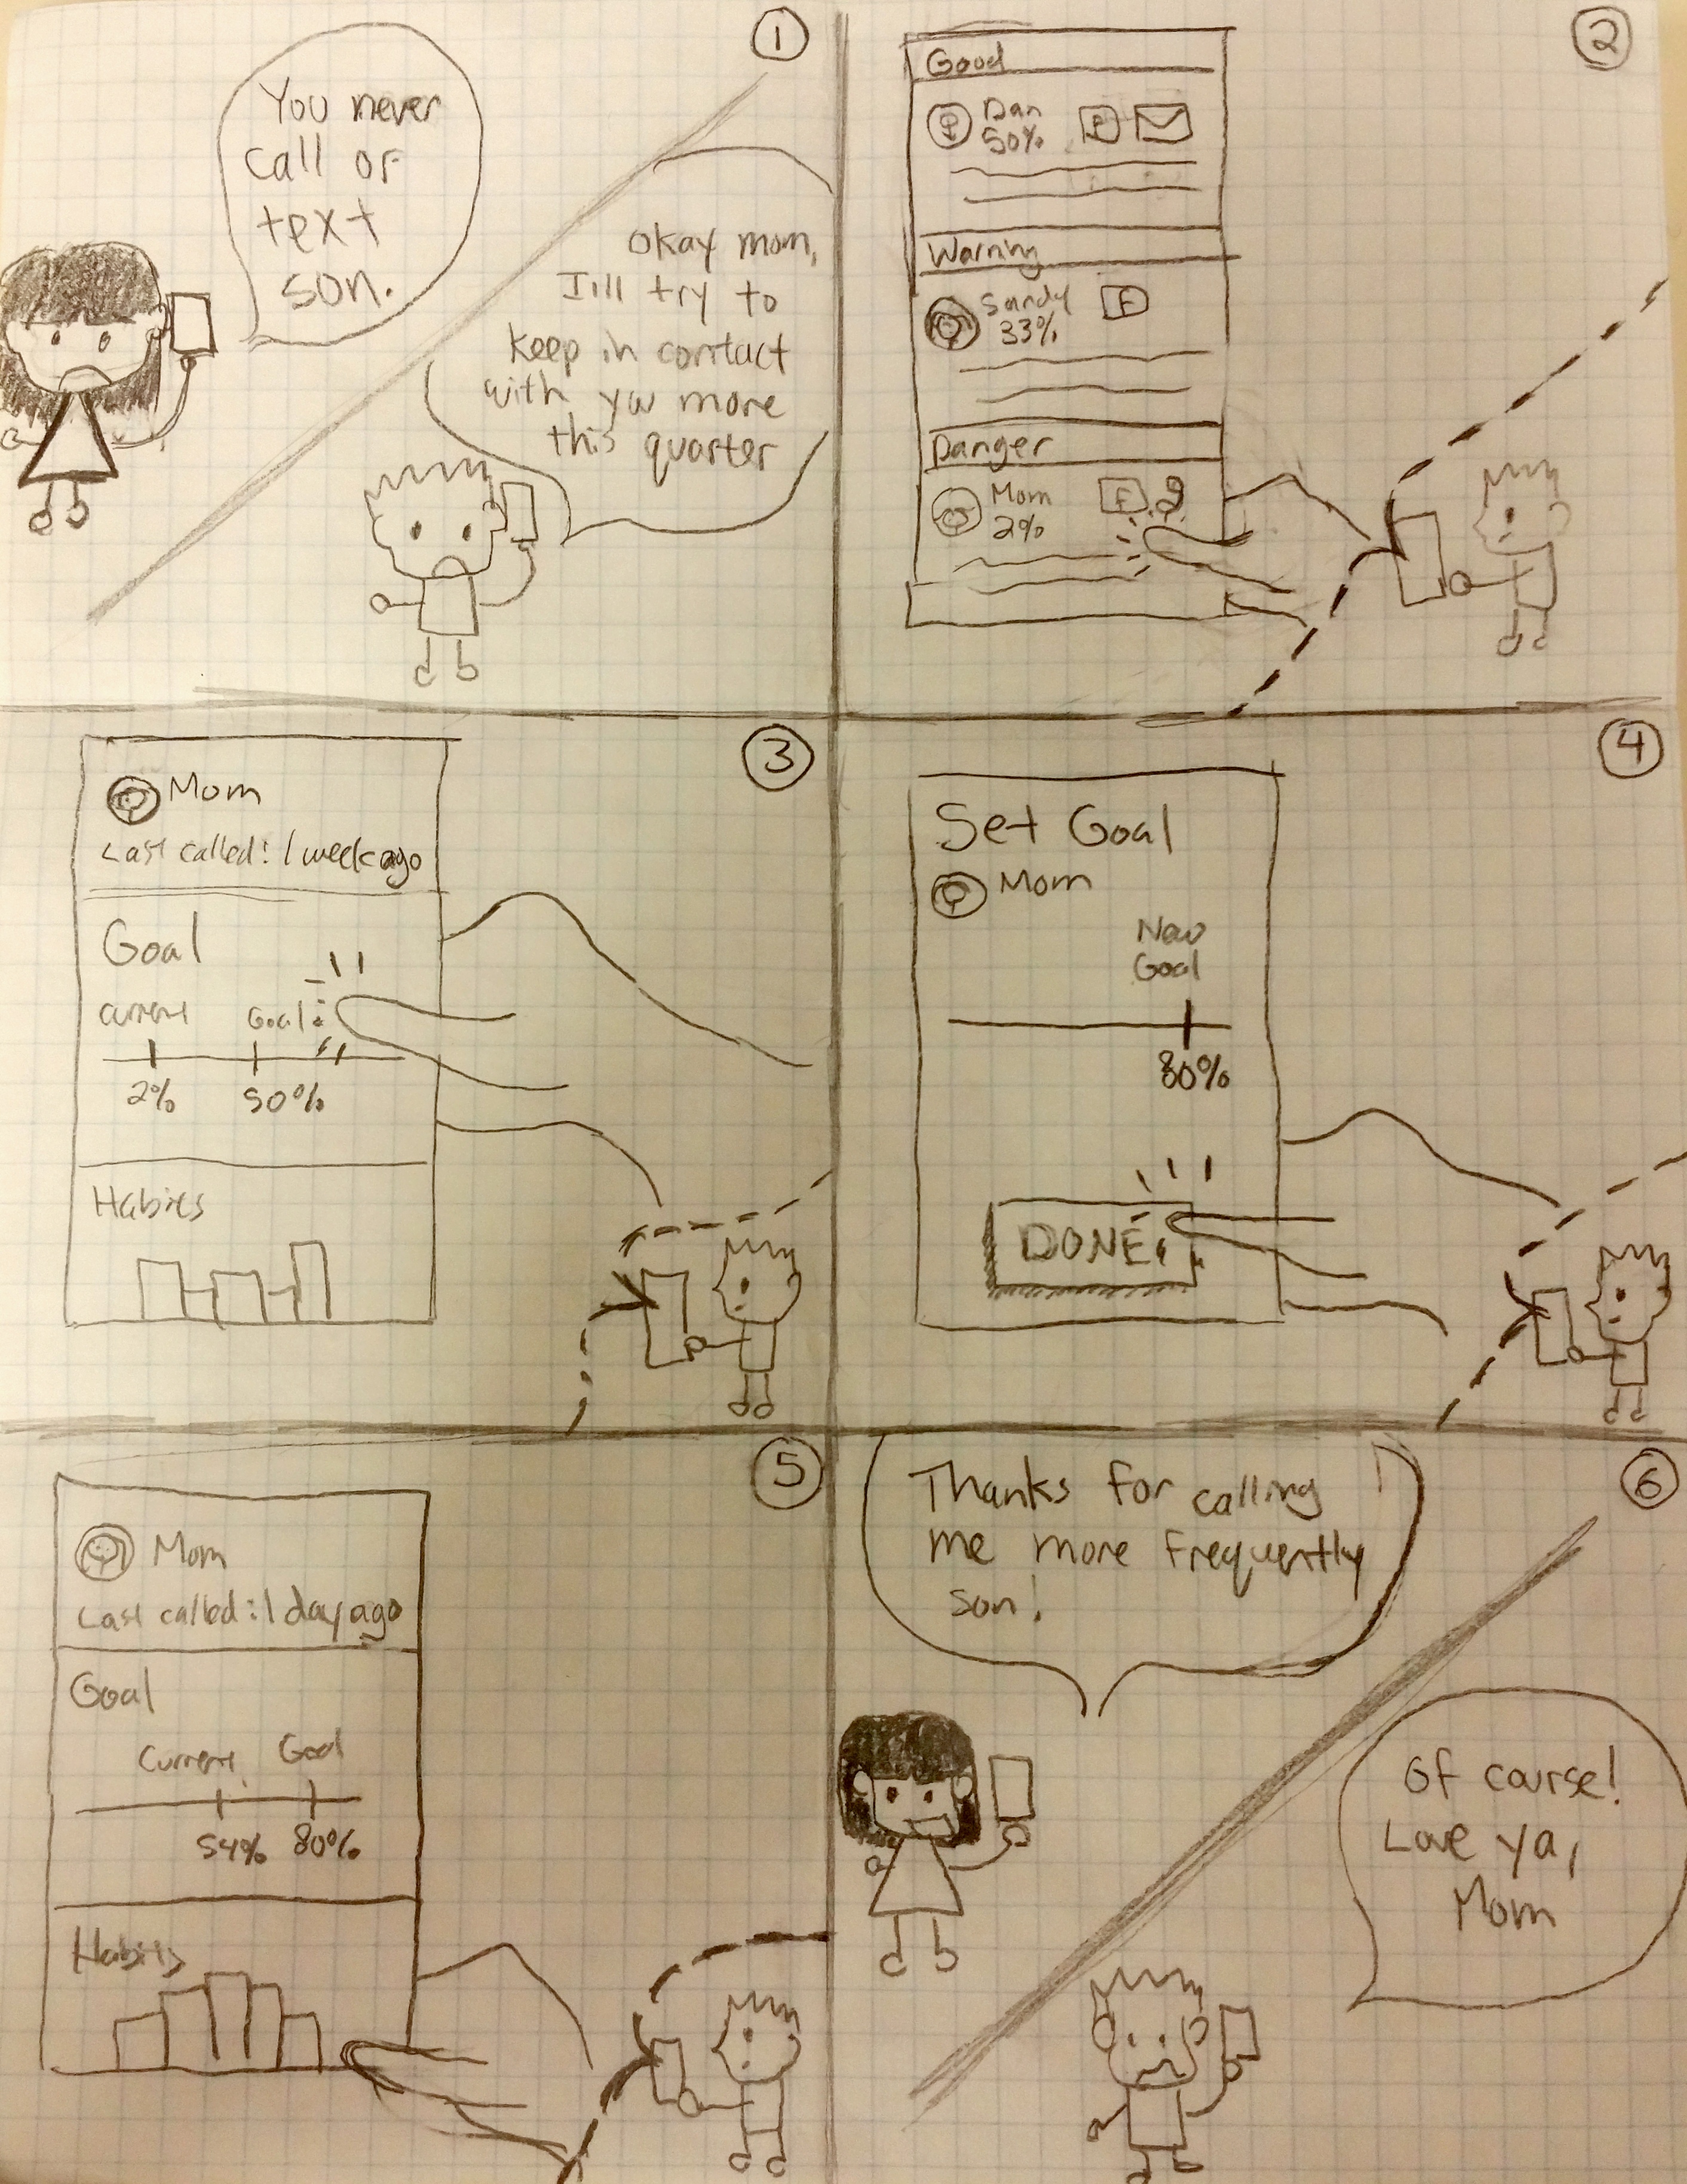 1
You never
call or
text
son.
Okay mom,
I'll try to
keep in contact
with you more
this quarter
2
Good
Dan
50%
Warning
Sandy
F
33%
Danger
Mom
F
2%
3
Mom
Last called: 1 week ago
Goal
Current Goal
2% 50%
Habits
4
Set Goal
Mom
New
Goal
80%
DONE
5
Mom
Last called: 1 day ago
Goal
Current Goal
54% 80%
Habits
6
Thanks for calling
me more frequently
son!
Of course!
Love ya,
Mom